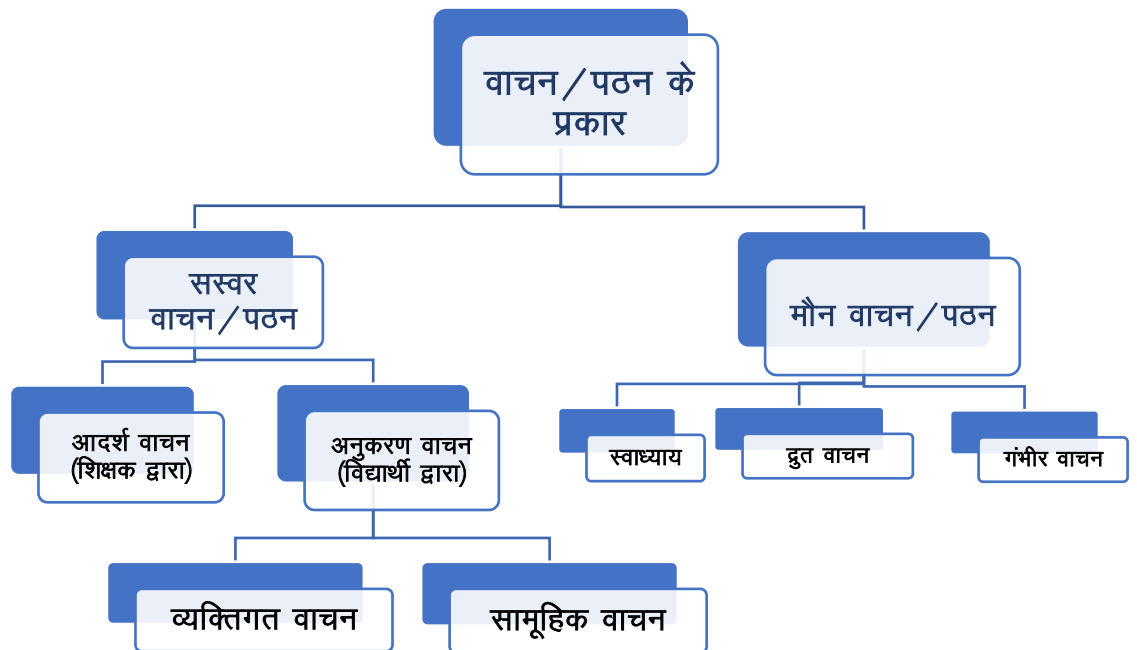 वाचन/पठन के
प्रकार
सस्वर
वाचन/पठन
मौन वाचन/पठन
आदर्श वाचन
(शिक्षक द्वारा)
अनुकरण वाचन
(विद्यार्थी द्वारा)
स्वाध्याय
द्रुत वाचन
गंभीर वाचन
व्यक्तिगत वाचन
सामूहिक वाचन